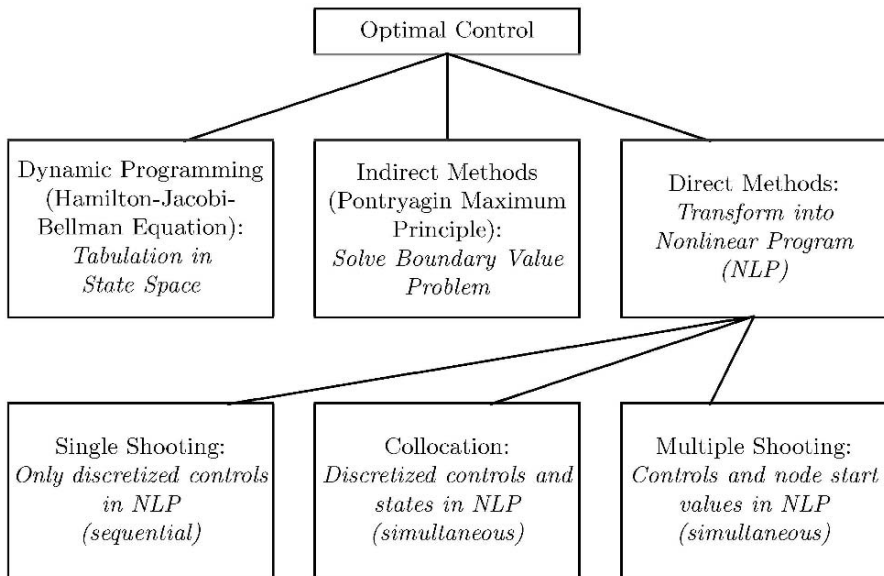 Optimal Control
Dynamic Programming
(Hamilton-Jacobi-
Bellman Equation):
Tabulation in
State Space
Indirect Methods
(Pontryagin Maximum
Principle):
Solve Boundary Value
Problem
Direct Methods:
Transform into
Nonlinear Program
(NLP)
Single Shooting:
Only discretized controls
in NLP
(sequential)
Collocation:
Discretized controls and
states in NLP
(simultaneous)
Multiple Shooting:
Controls and node start
values in NLP
(simultaneous)